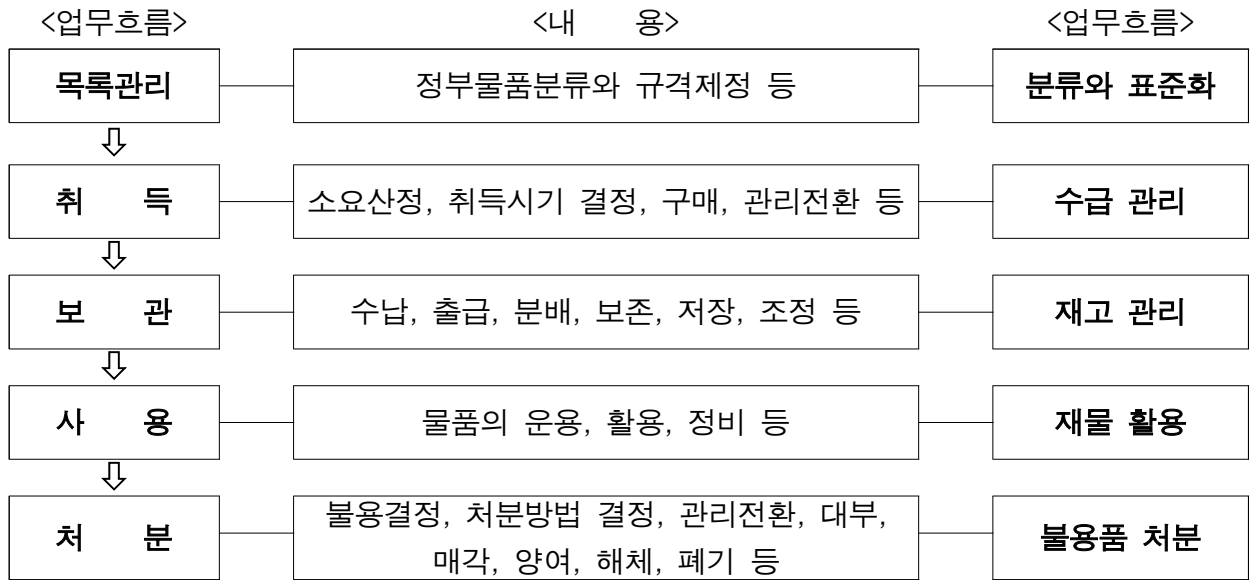 <업무흐름> <내 용> <업무흐름>
목록관리 정부물품분류와 규격제정 등 분류와 표준화
취 득 소요산정, 취득시기 결정, 구매, 관리전환 등 수급 관리
보 관 수납, 출급, 분배, 보존, 저장, 조정 등 재고 관리
사 용 물품의 운용, 활용, 정비 등 재물 활용
처 분 불용결정, 처분방법 결정, 관리전환, 대부, 불용품 처분
매각, 양여, 해체, 폐기 등